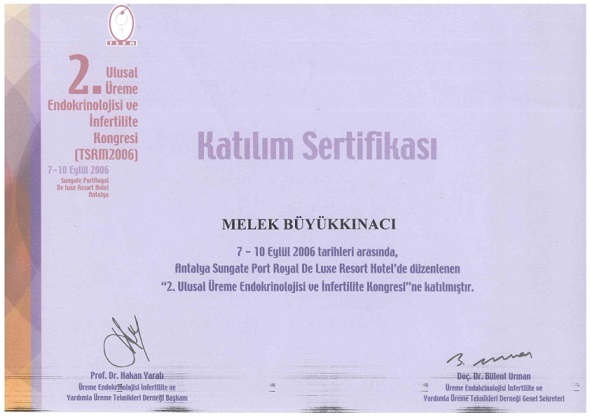 TSRM
2. Ulusal
Üreme
Endokrinolojisi ve
İnfertilite
Kongresi
(TSRM2006)
7-10 Eylül 2006
Sungate PortRoyal
De luxe Resort Hotel
Antalya
Katılım Sertifikası
MELEK BÜYÜKKINACI
7 - 10 Eylül 2006 tarihleri arasında,
Antalya Sungate Port Royal De Luxe Resort Hotel'de düzenlenen
“2. Ulusal Üreme Endokrinolojisi ve İnfertilite Kongresi”ne katılmıştır.
Prof. Dr. Hakan Yaralı
Üreme Endokrinolojisi İnfertilite ve
Yardımla Üreme Teknikleri Derneği Başkanı
Doç. Dr. Bülent Urman
Üreme Endokrinolojisi İnfertilite ve
Yardımla Üreme Teknikleri Derneği Genel Sekreteri